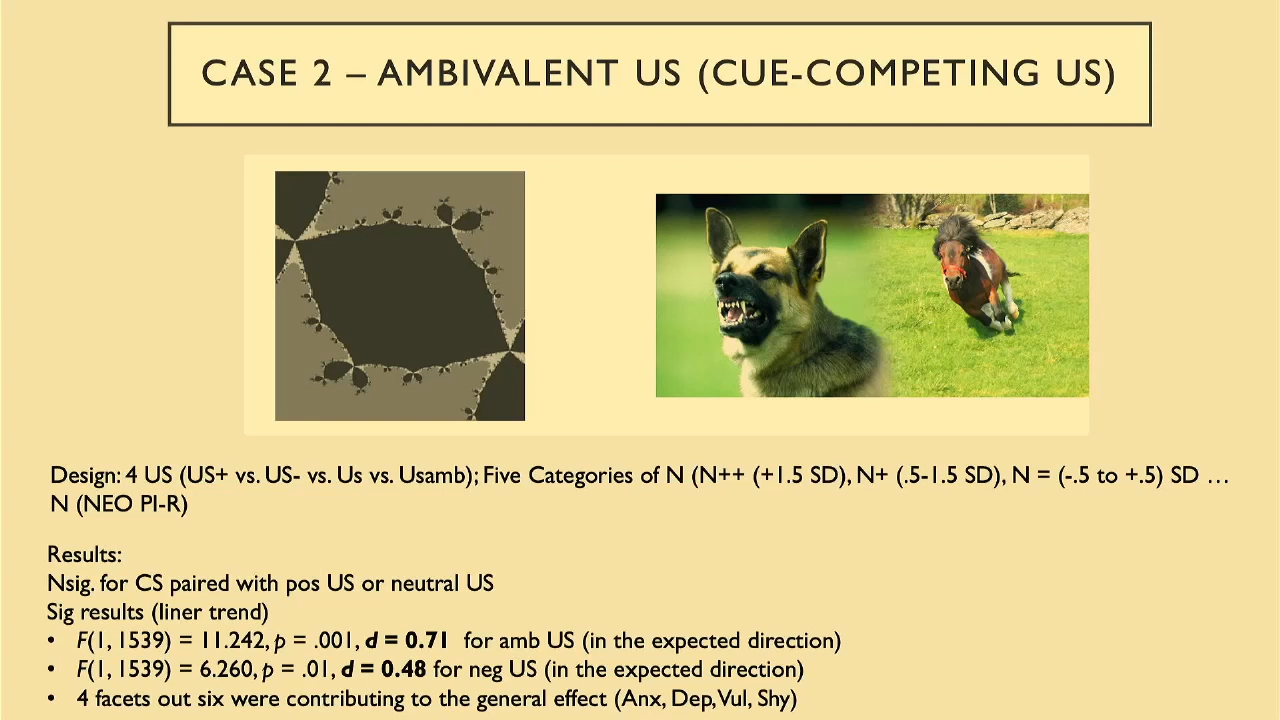 CASE 2 – AMBIVALENT US (CUE-COMPETING US)
Design: 4 US (US+ vs. US- vs. Us vs. Usamb); Five Categories of N (N++ (+1.5 SD), N+ (.5-1.5 SD), N = (-.5 to +.5) SD …
N (NEO PI-R)
Results:
Nsig. for CS paired with pos US or neutral US
Sig results (liner trend)
• F(1, 1539) = 11.242, p = .001, d = 0.71 for amb US (in the expected direction)
• F(1, 1539) = 6.260, p = .01, d = 0.48 for neg US (in the expected direction)
• 4 facets out six were contributing to the general effect (Anx, Dep, Vul, Shy)